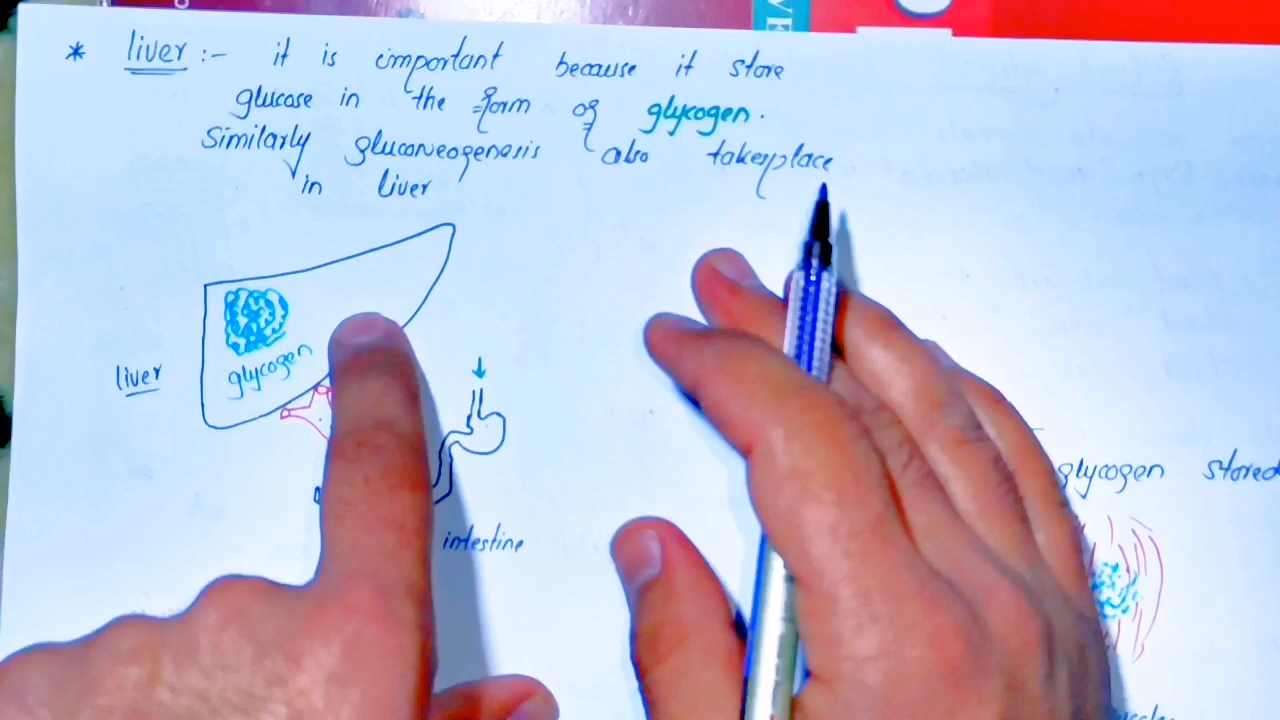 * liver :- it is important because it store
glucose in the form of glycogen.
Similarly gluconeogenesis also takesplace
in liver
glycogen
liver
intestine
glycogen stored